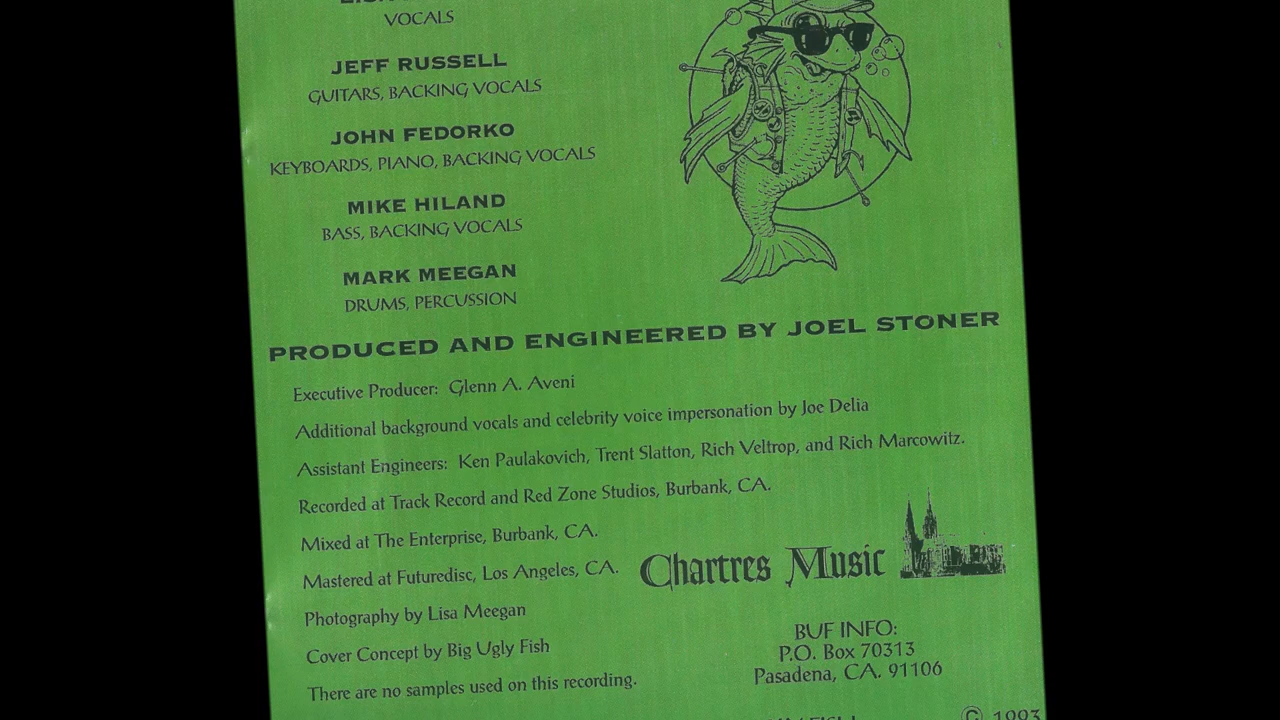 VOCALS
JEFF RUSSELL
GUITARS, BACKING VOCALS
JOHN FEDORKO
KEYBOARDS, PIANO, BACKING VOCALS
MIKE HILAND
BASS, BACKING VOCALS
MARK MEEGAN
DRUMS, PERCUSSION
PRODUCED AND ENGINEERED BY JOEL STONER
Executive Producer: Glenn A. Aveni
Additional background vocals and celebrity voice impersonation by Joe Delia
Assistant Engineers: Ken Paulakovich, Trent Slatton, Rich Veltrop, and Rich Marcowitz.
Recorded at Track Record and Red Zone Studios, Burbank, CA.
Mixed at The Enterprise, Burbank, CA.
Mastered at Futuredisc, Los Angeles, CA.
Photography by Lisa Meegan
Cover Concept by Big Ugly Fish
There are no samples used on this recording.
Chartres Music
BUF INFO:
P.O. Box 70313
Pasadena, CA. 91106
© 1993